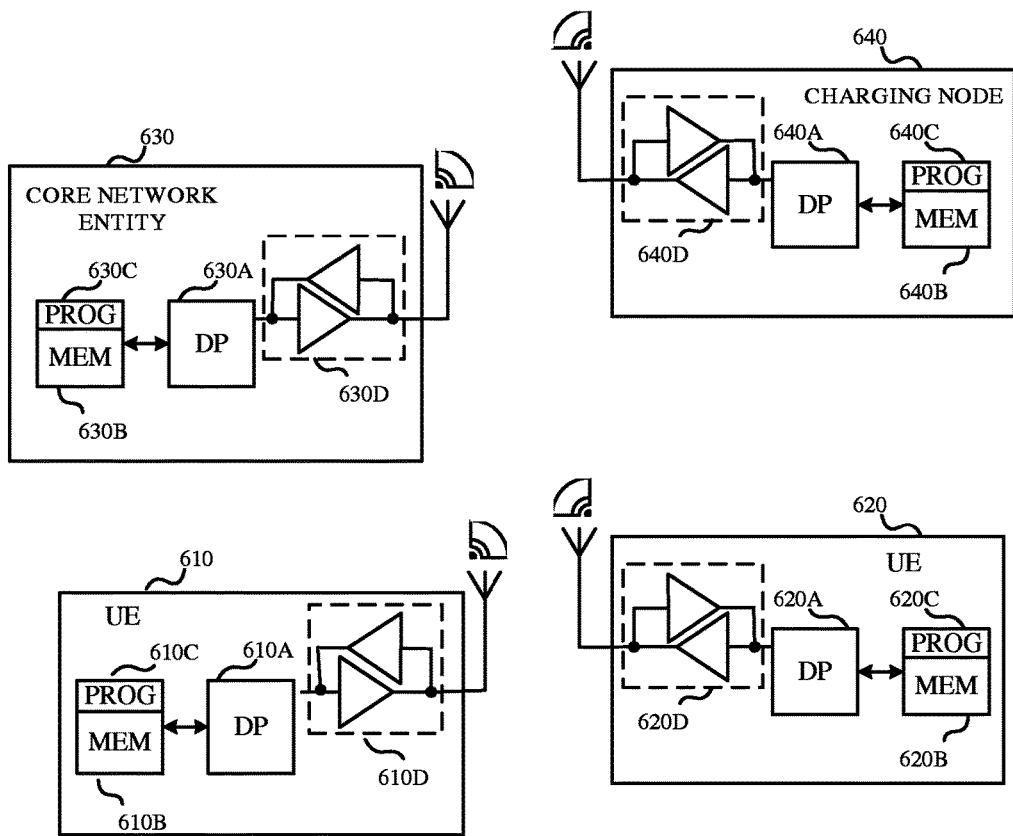 630
CORE NETWORK
ENTITY
630C
630A
PROG
MEM
DP
630D
630B
640
CHARGING NODE
640A
640C
PROG
DP
MEM
640D
640B
610
UE
610C
610A
PROG
MEM
DP
610D
610B
620
UE
620A
620C
PROG
DP
MEM
620D
620B